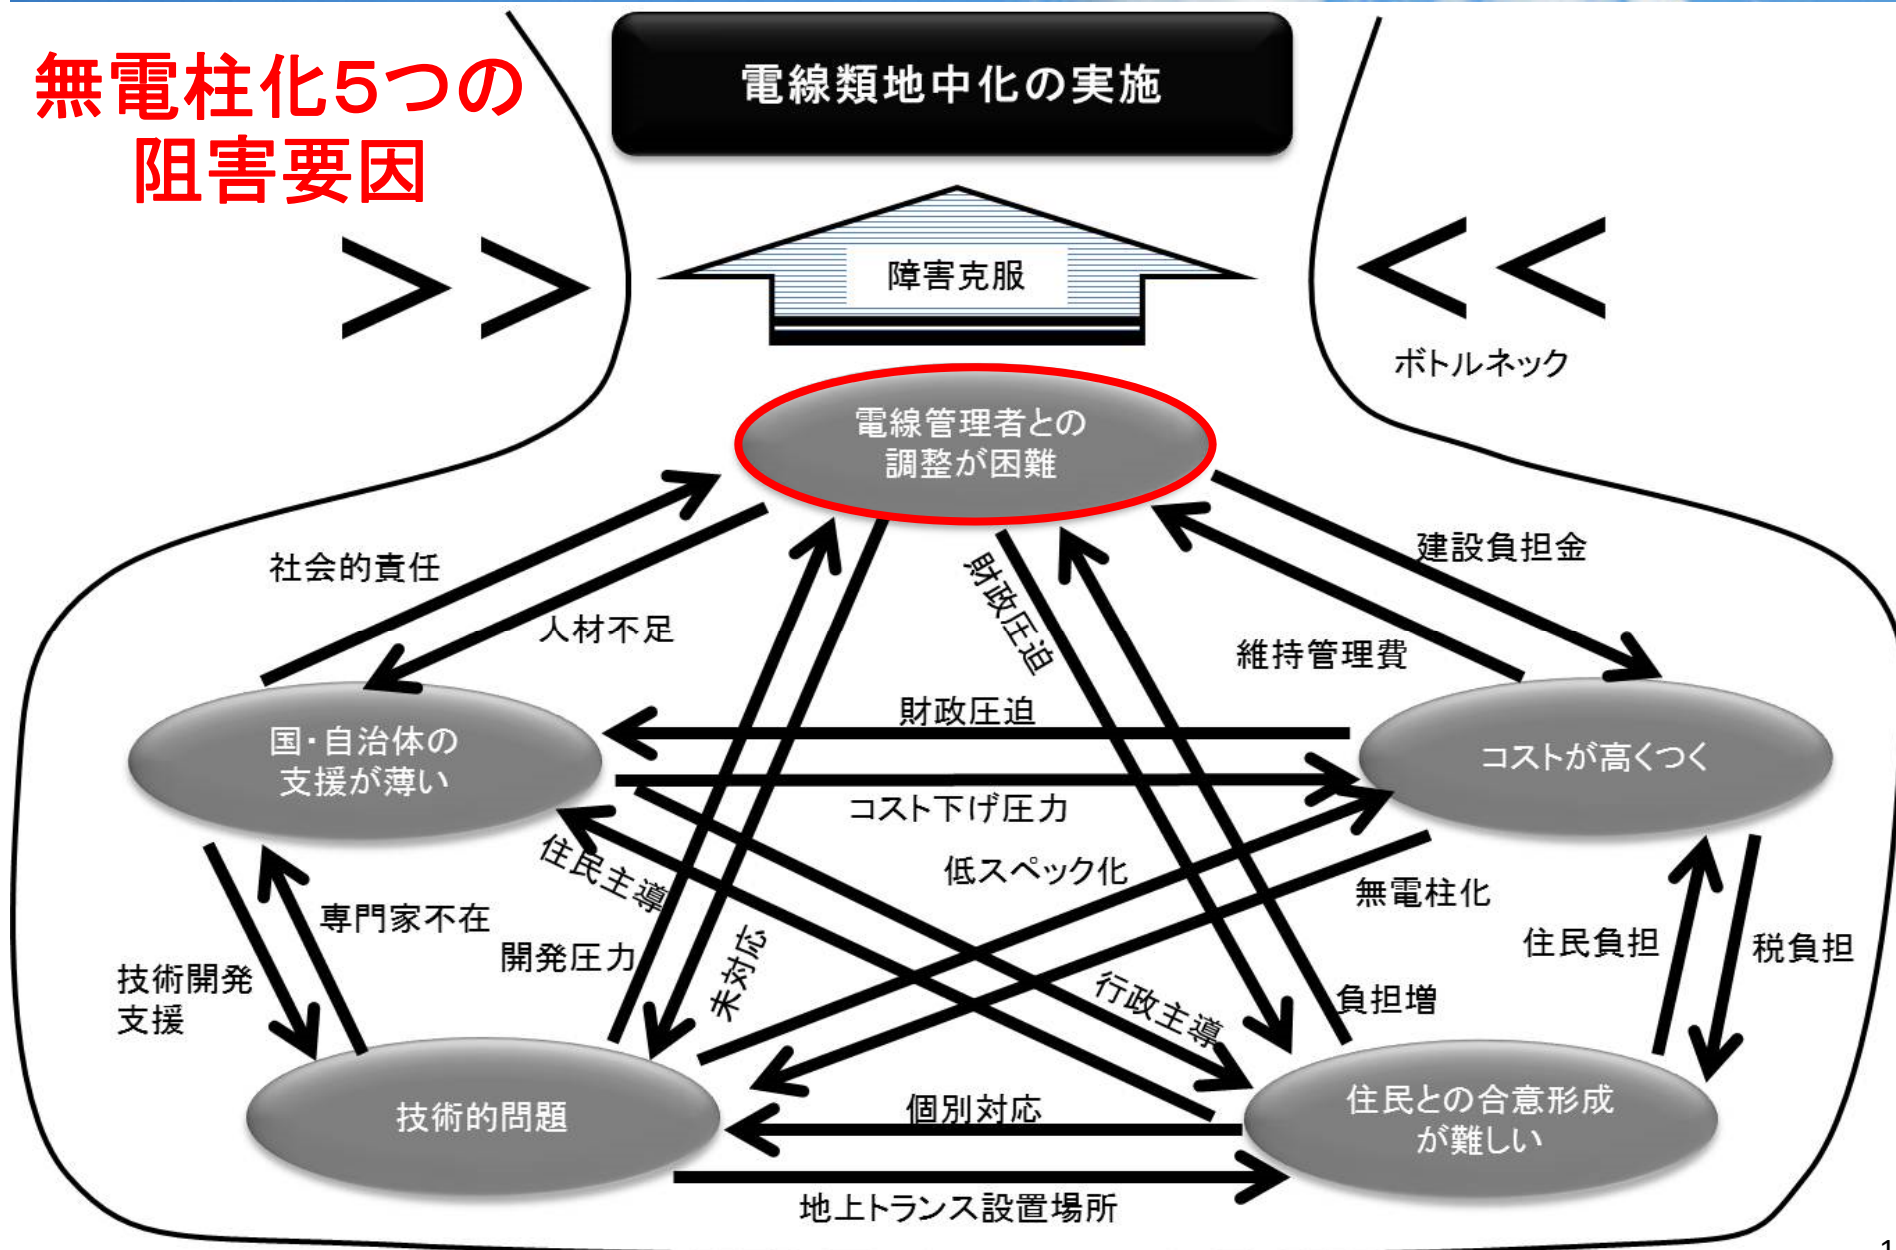 無電柱化5つの
阻害要因
電線類地中化の実施
障害克服
ボトルネック
電線管理者との
調整が困難
社会的責任
人材不足
財政圧迫
建設負担金
維持管理費
国・自治体の
支援が薄い
財政圧迫
コスト下げ圧力
コストが高くつく
住民主導
低スペック化
無電柱化
専門家不在
開発圧力
未対応
技術開発
支援
行政主導
負担増
住民負担
税負担
技術的問題
個別対応
住民との合意形成
が難しい
地上トランス設置場所
1